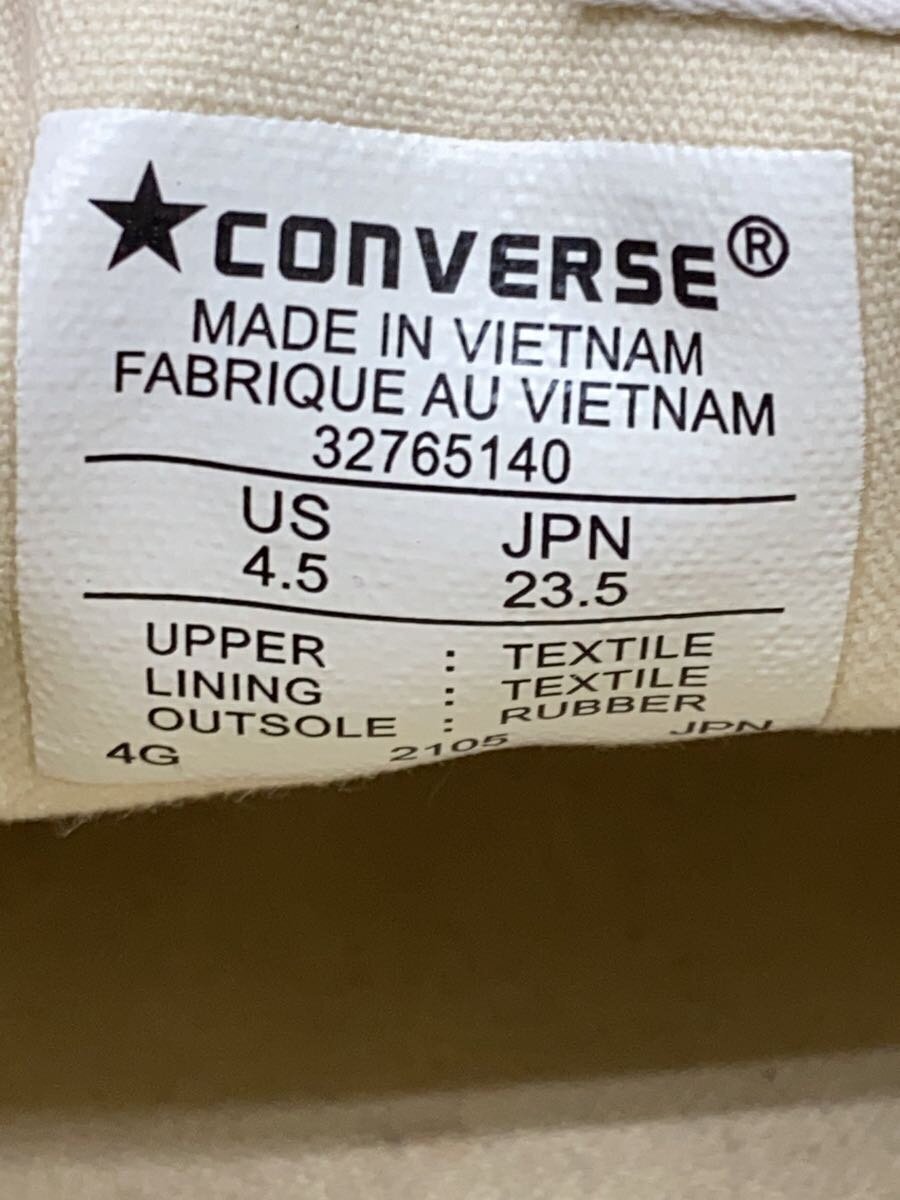 ★CONVERSE®
MADE IN VIETNAM
FABRIQUE AU VIETNAM
32765140
US JPN
4.5 23.5
UPPER : TEXTILE
LINING : TEXTILE
OUTSOLE : RUBBER
4G 2105 JPN